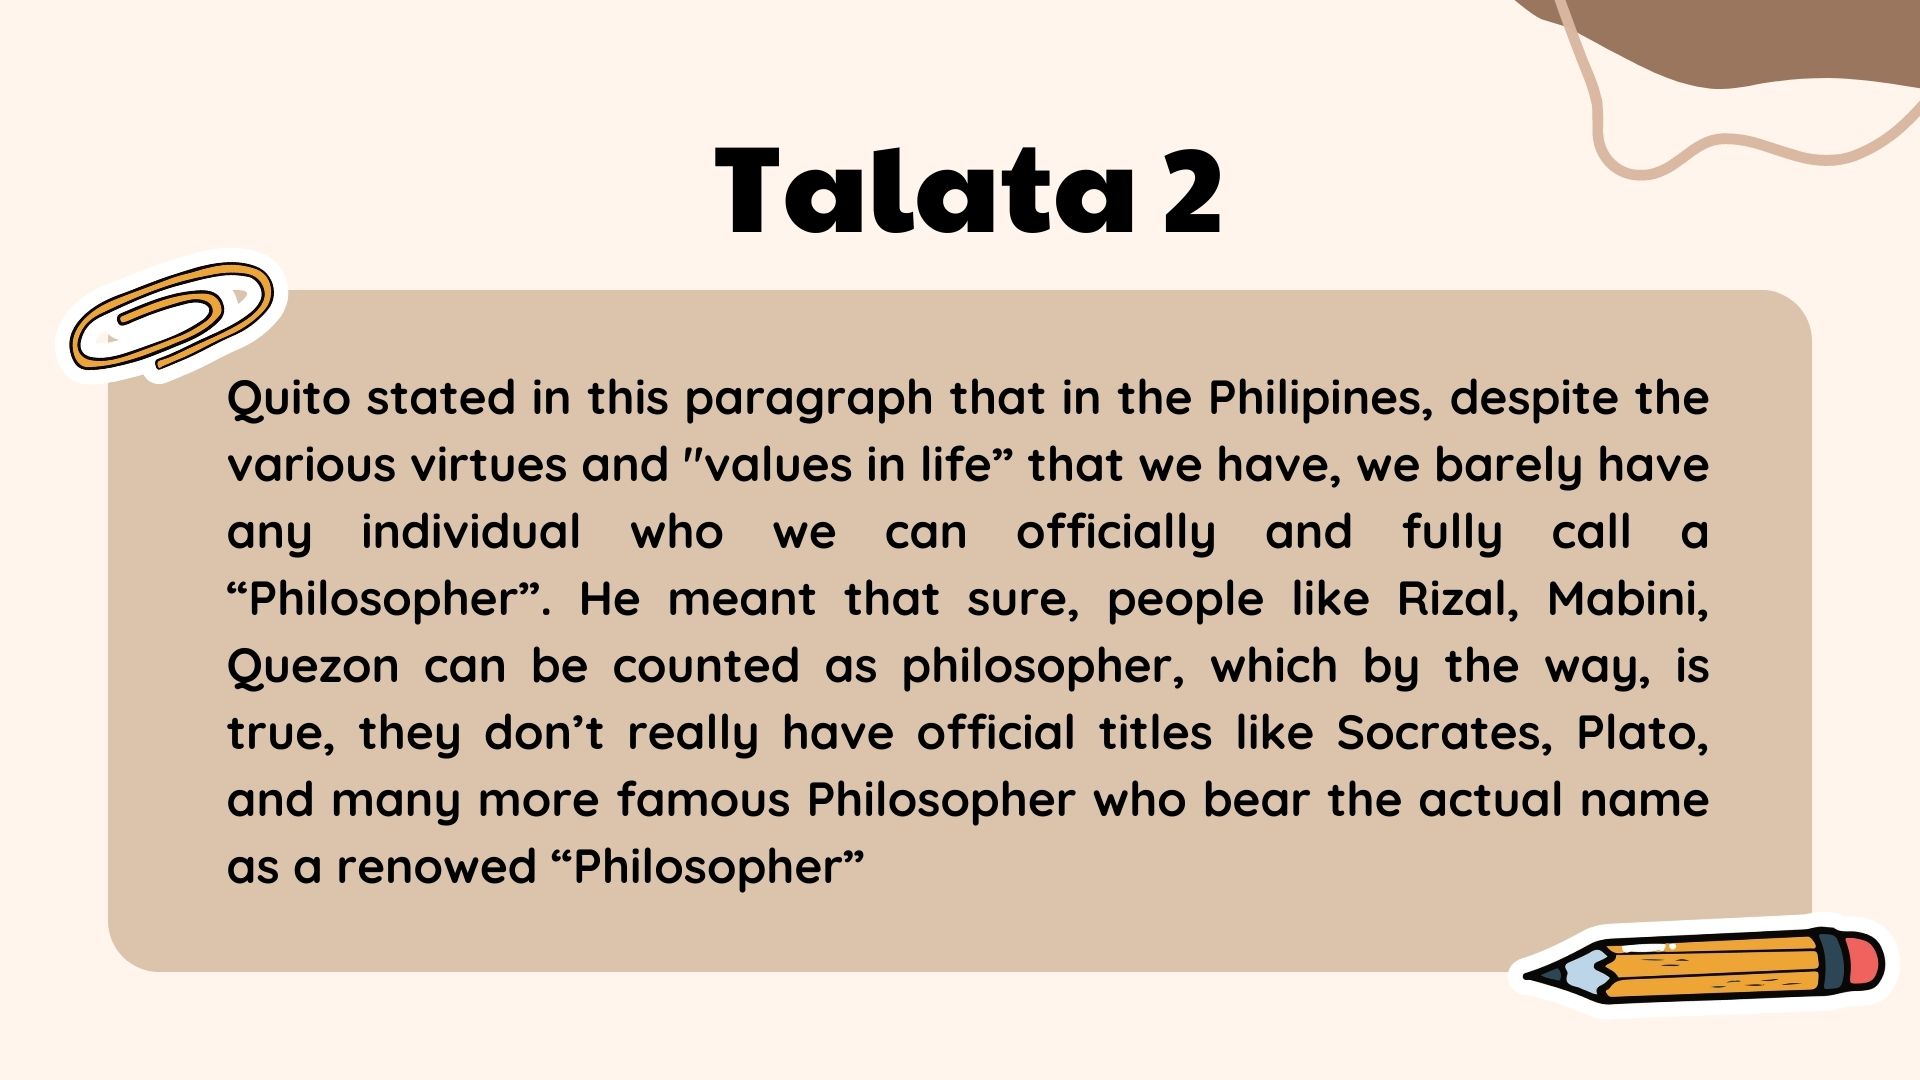 Talata 2
Quito stated in this paragraph that in the Philipines, despite the
various virtues and "values in life” that we have, we barely have
any individual who we can officially and fully call a
“Philosopher”. He meant that sure, people like Rizal, Mabini,
Quezon can be counted as philosopher, which by the way, is
true, they don’t really have official titles like Socrates, Plato,
and many more famous Philosopher who bear the actual name
as a renowed “Philosopher”